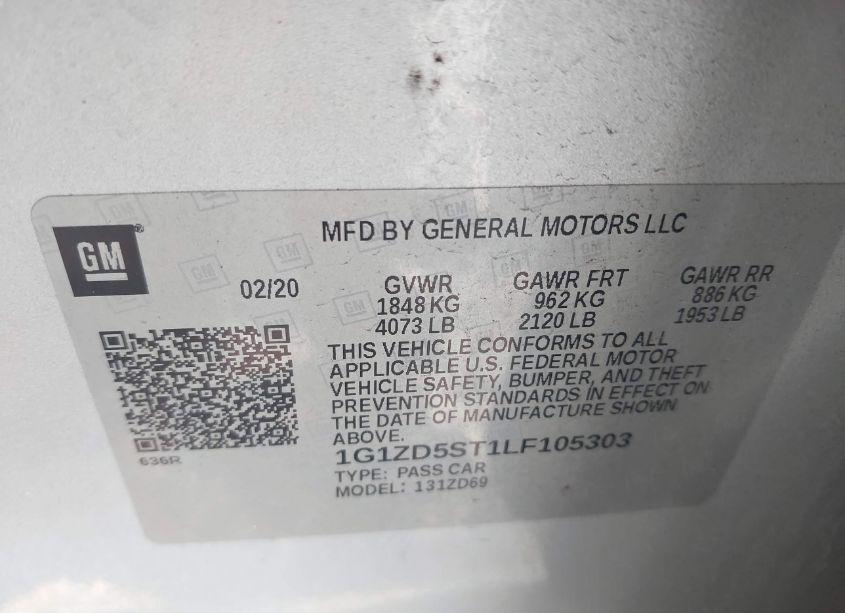 GM
MFD BY GENERAL MOTORS LLC
02/20
GVWR GAWR FRT GAWR RR
1848 KG 962 KG 886 KG
4073 LB 2120 LB 1953 LB
THIS VEHICLE CONFORMS TO ALL
APPLICABLE U.S. FEDERAL MOTOR
VEHICLE SAFETY, BUMPER, AND THEFT
PREVENTION STANDARDS IN EFFECT ON
THE DATE OF MANUFACTURE SHOWN
ABOVE.
636R
1G1ZD5ST1LF105303
TYPE: PASS CAR
MODEL: 131ZD69